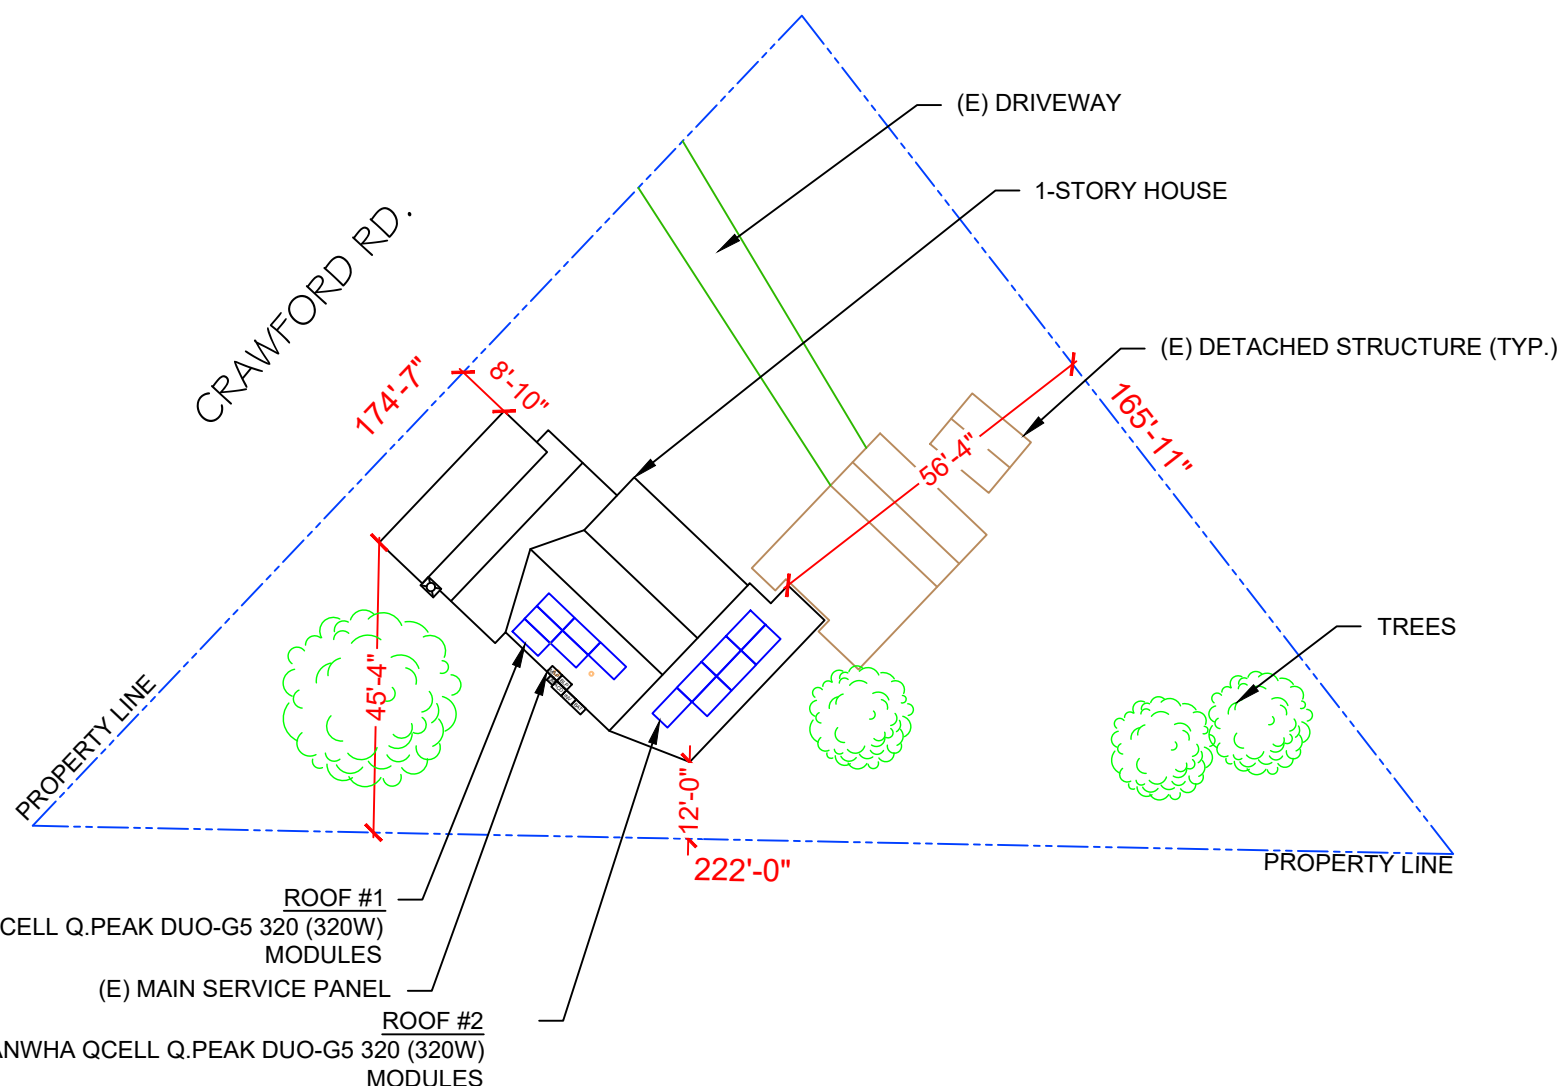 (E) DRIVEWAY
1-STORY HOUSE
CRAWFORD RD.
(E) DETACHED STRUCTURE (TYP.)
174'-7"
8'-10"
165'-11"
56'-4"
TREES
45'-4"
PROPERTY LINE
12'-0"
222'-0"
PROPERTY LINE
ROOF #1
CELL Q.PEAK DUO-G5 320 (320W)
MODULES
(E) MAIN SERVICE PANEL
ROOF #2
ANWHA QCELL Q.PEAK DUO-G5 320 (320W)
MODULES